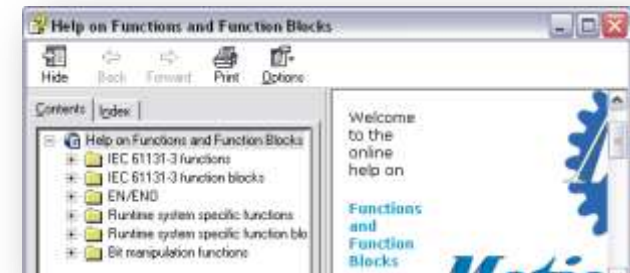 Help on Functions and Function Blocks
Hide Back Forward Print Options
Contents Index
Help on Functions and Function Blocks
IEC 61131-3 functions
IEC 61131-3 function blocks
EN/ENO
Runtime system specific functions
Runtime system specific function blo
Bit manipulation functions
Welcome
to the
online
help on
Functions
and
Function
Blocks